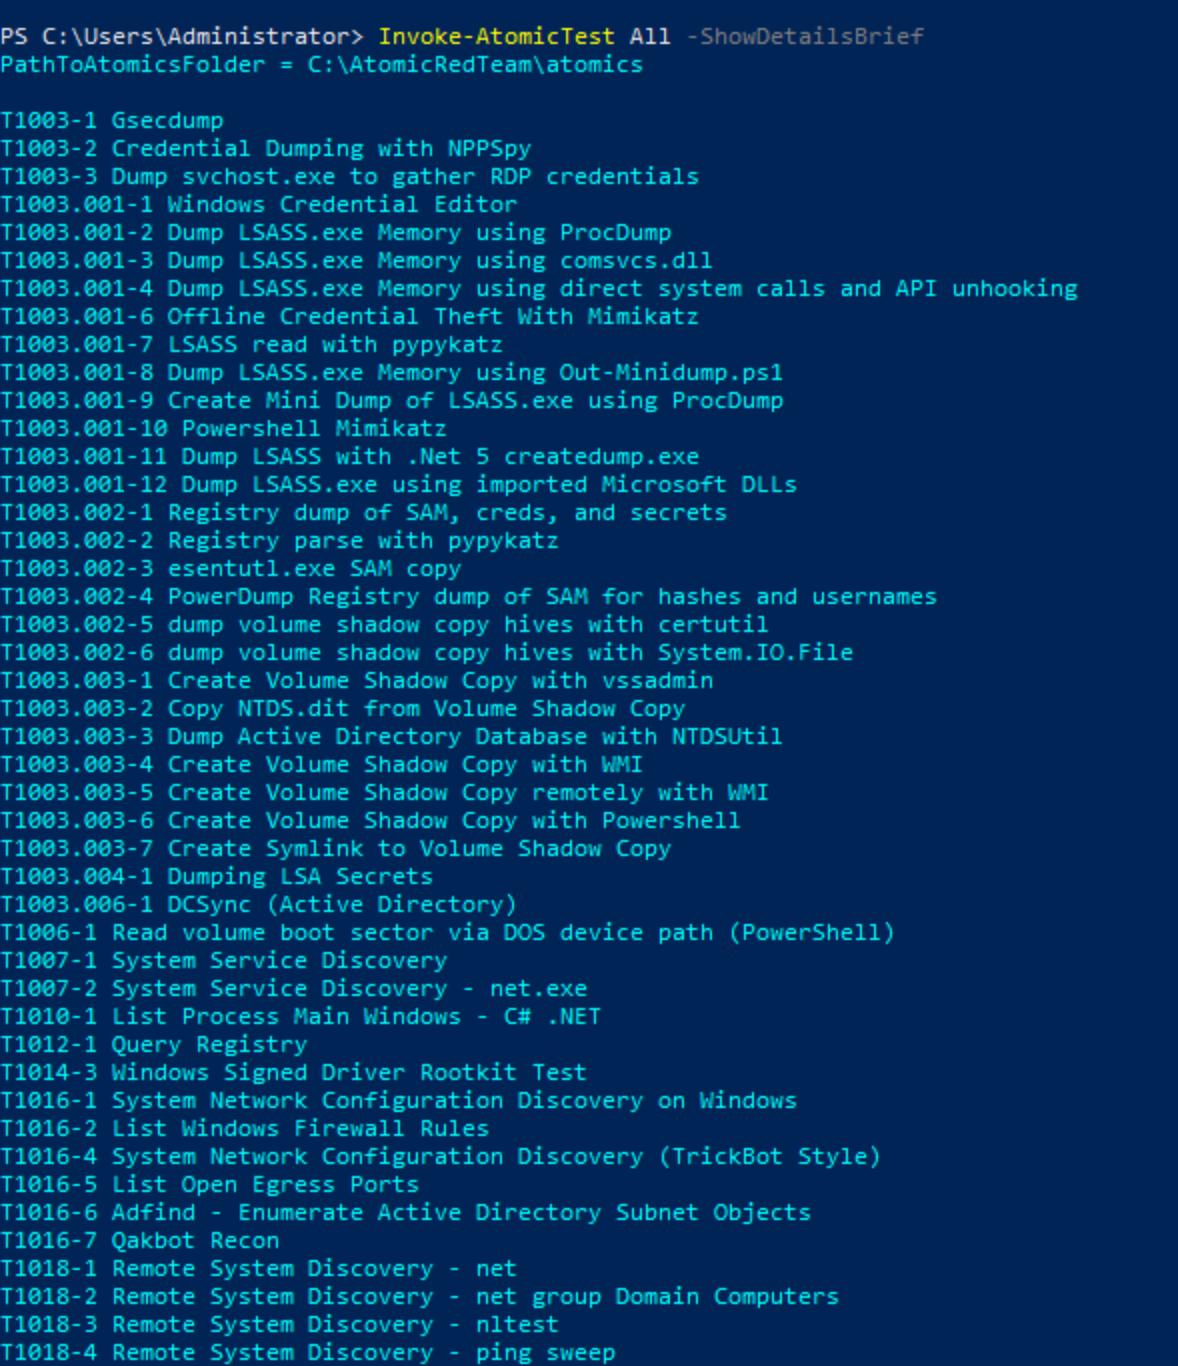 PS C:\Users\Administrator> Invoke-AtomicTest All -ShowDetailsBrief
PathToAtomicsFolder = C:\AtomicRedTeam\atomics
T1003-1 Gsecdump
T1003-2 Credential Dumping with NPPSpy
T1003-3 Dump svchost.exe to gather RDP credentials
T1003.001-1 Windows Credential Editor
T1003.001-2 Dump LSASS.exe Memory using ProcDump
T1003.001-3 Dump LSASS.exe Memory using comsvcs.dll
T1003.001-4 Dump LSASS.exe Memory using direct system calls and API unhooking
T1003.001-6 Offline Credential Theft With Mimikatz
T1003.001-7 LSASS read with pypykatz
T1003.001-8 Dump LSASS.exe Memory using Out-Minidump.ps1
T1003.001-9 Create Mini Dump of LSASS.exe using ProcDump
T1003.001-10 Powershell Mimikatz
T1003.001-11 Dump LSASS with .Net 5 createdump.exe
T1003.001-12 Dump LSASS.exe using imported Microsoft DLLs
T1003.002-1 Registry dump of SAM, creds, and secrets
T1003.002-2 Registry parse with pypykatz
T1003.002-3 esentutl.exe SAM copy
T1003.002-4 PowerDump Registry dump of SAM for hashes and usernames
T1003.002-5 dump volume shadow copy hives with certutil
T1003.002-6 dump volume shadow copy hives with System.IO.File
T1003.003-1 Create Volume Shadow Copy with vssadmin
T1003.003-2 Copy NTDS.dit from Volume Shadow Copy
T1003.003-3 Dump Active Directory Database with NTDSUtil
T1003.003-4 Create Volume Shadow Copy with WMI
T1003.003-5 Create Volume Shadow Copy remotely with WMI
T1003.003-6 Create Volume Shadow Copy with Powershell
T1003.003-7 Create Symlink to Volume Shadow Copy
T1003.004-1 Dumping LSA Secrets
T1003.006-1 DCSync (Active Directory)
T1006-1 Read volume boot sector via DOS device path (PowerShell)
T1007-1 System Service Discovery
T1007-2 System Service Discovery - net.exe
T1010-1 List Process Main Windows - C# .NET
T1012-1 Query Registry
T1014-3 Windows Signed Driver Rootkit Test
T1016-1 System Network Configuration Discovery on Windows
T1016-2 List Windows Firewall Rules
T1016-4 System Network Configuration Discovery (TrickBot Style)
T1016-5 List Open Egress Ports
T1016-6 Adfind - Enumerate Active Directory Subnet Objects
T1016-7 Qakbot Recon
T1018-1 Remote System Discovery - net
T1018-2 Remote System Discovery - net group Domain Computers
T1018-3 Remote System Discovery - nltest
T1018-4 Remote System Discovery - ping sweep